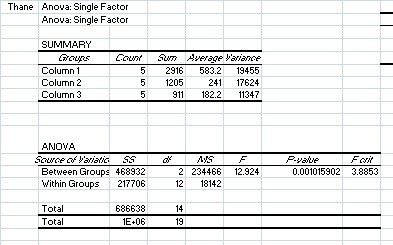 Thane Anova: Single Factor
Anova: Single Factor
SUMMARY
Groups Count Sum Average Variance
Column 1 5 2916 583.2 19455
Column 2 5 1205 241 17624
Column 3 5 911 182.2 11347
ANOVA
Source of Variatio SS df MS F P-value F crit
Between Groups 468932 2 234466 12.924 0.001015902 3.8853
Within Groups 217706 12 18142
Total 686638 14
Total 1E+06 19